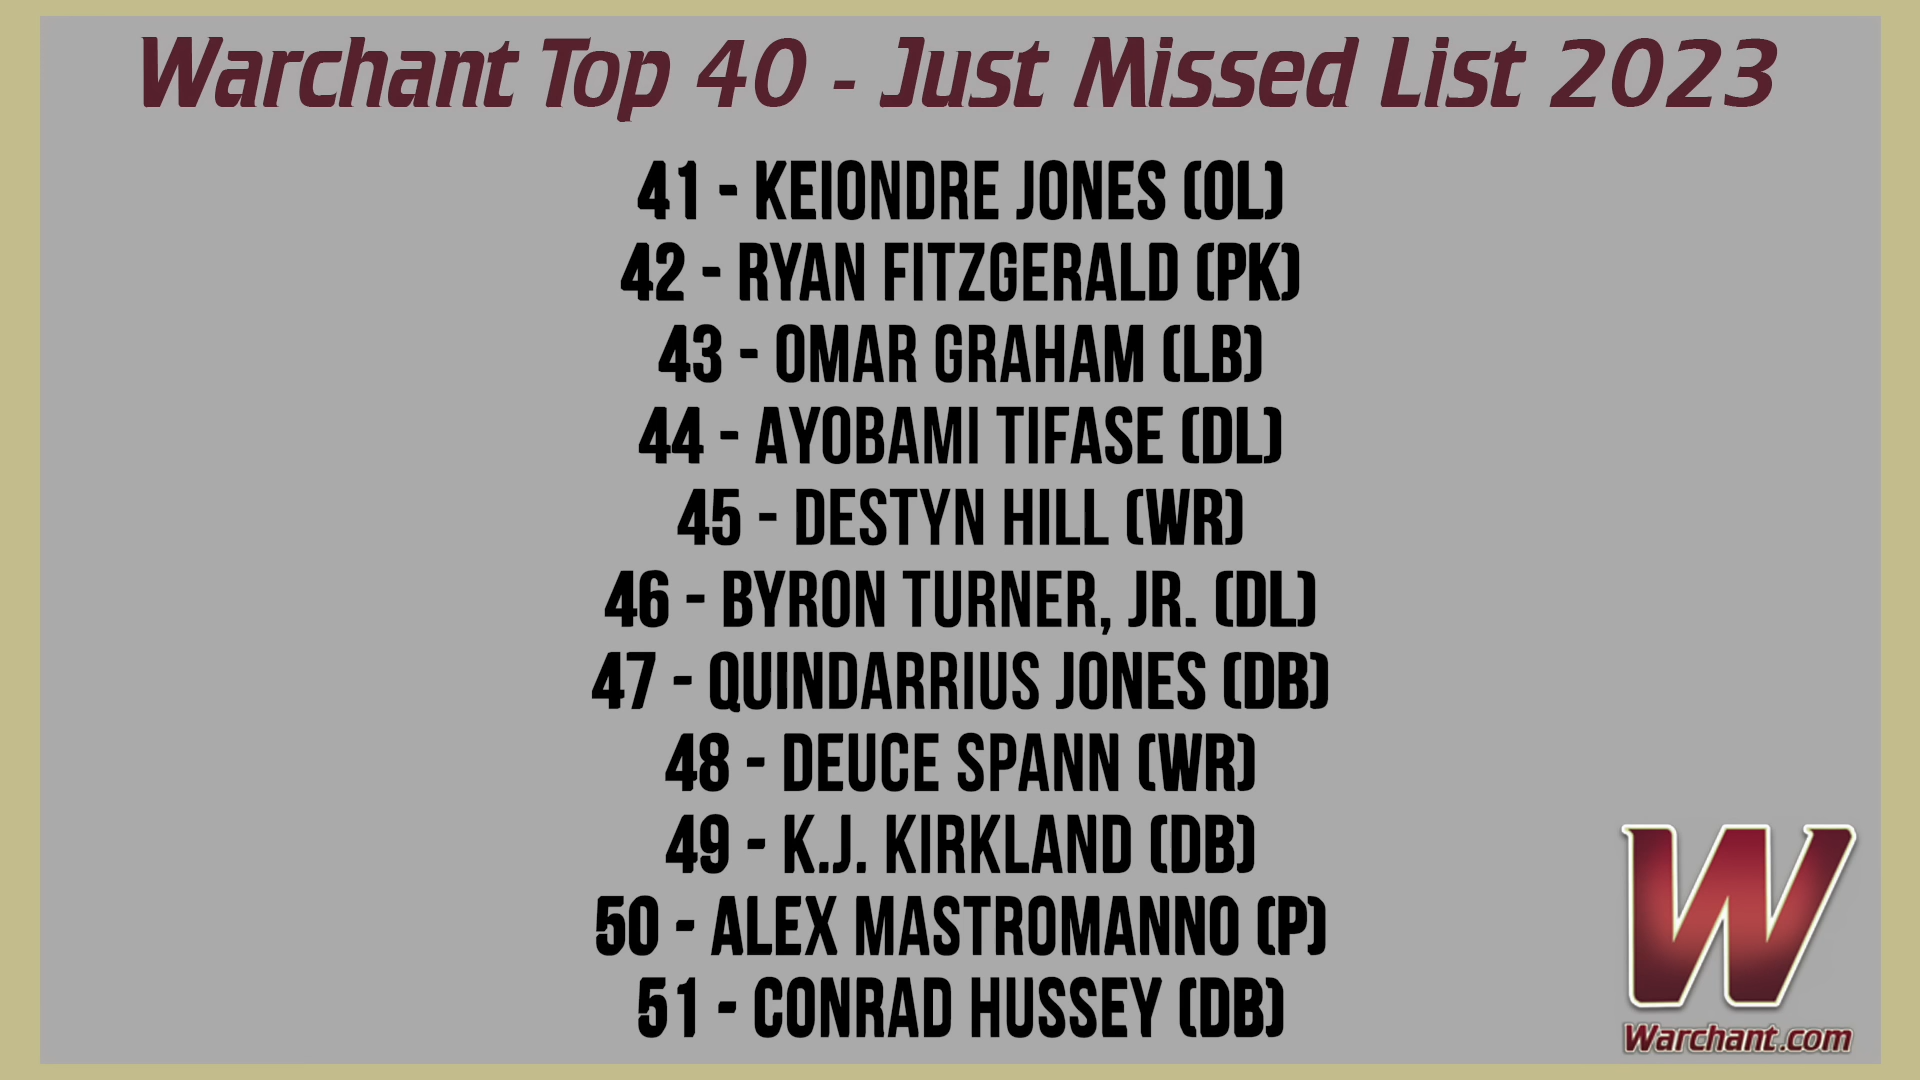 Warchant Top 40 - Just Missed List 2023
41 - KEIONDRE JONES (OL)
42 - RYAN FITZGERALD (PK)
43 - OMAR GRAHAM (LB)
44 - AYOBAMI TIFASE (DL)
45 - DESTYN HILL (WR)
46 - BYRON TURNER, JR. (DL)
47 - QUINDARRIUS JONES (DB)
48 - DEUCE SPANN (WR)
49 - K.J. KIRKLAND (DB)
50 - ALEX MASTROMANNO (P)
51 - CONRAD HUSSEY (DB)
W
Warchant.com